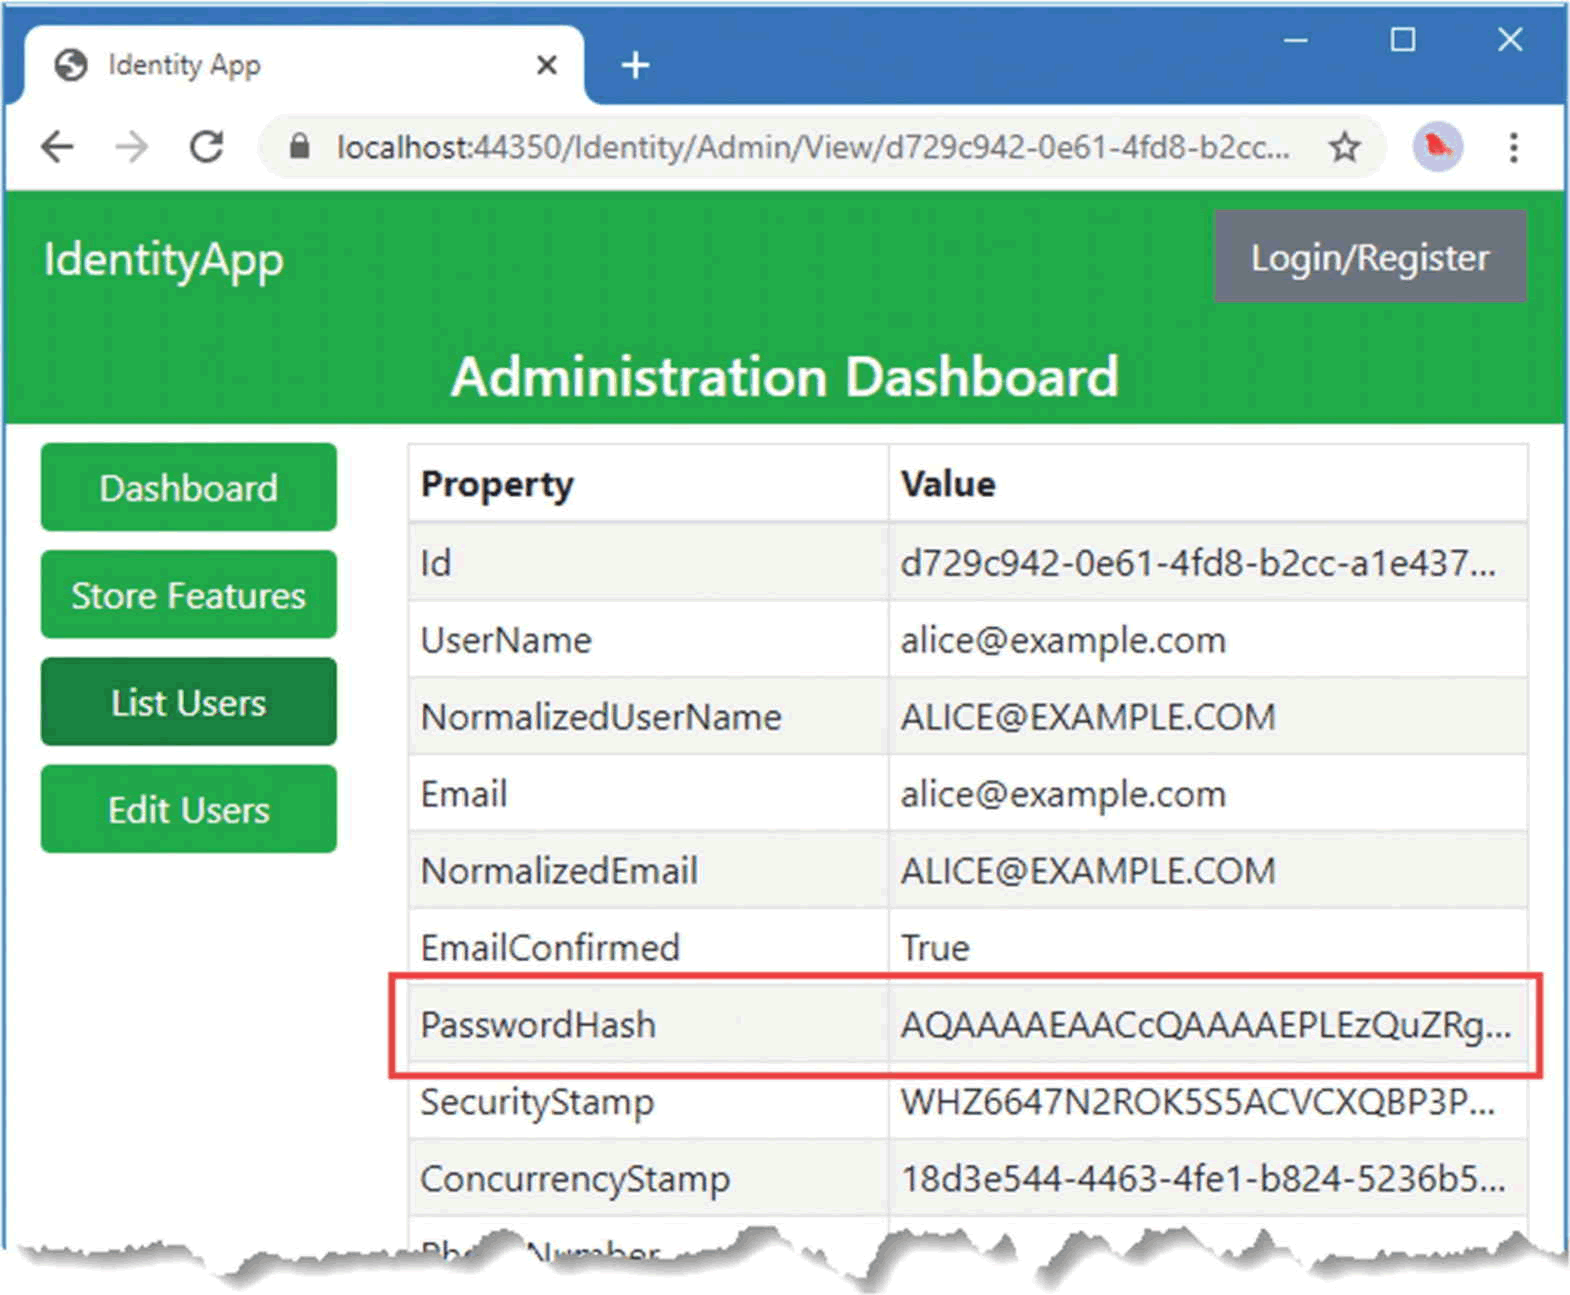 Identity App
localhost:44350/Identity/Admin/View/d729c942-0e61-4fd8-b2cc...
IdentityApp
Login/Register
Administration Dashboard
Dashboard
Store Features
List Users
Edit Users
Property Value
Id d729c942-0e61-4fd8-b2cc-a1e437...
UserName alice@example.com
NormalizedUserName ALICE@EXAMPLE.COM
Email alice@example.com
NormalizedEmail ALICE@EXAMPLE.COM
EmailConfirmed True
PasswordHash AQAAAAEAACcQAAAAEPLEzQuZRg...
SecurityStamp WHZ6647N2ROK5S5ACVCXQBP3P...
ConcurrencyStamp 18d3e544-4463-4fe1-b824-5236b5...